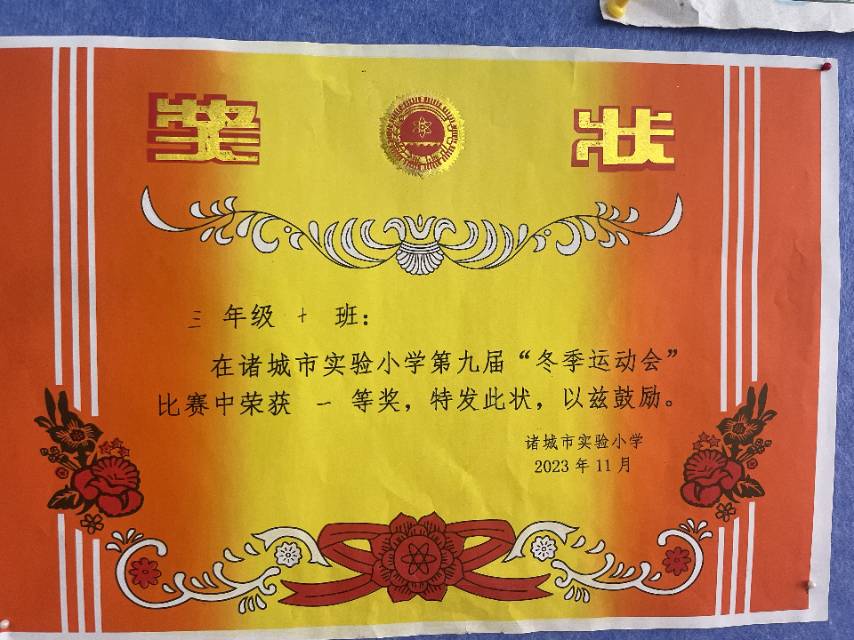 奖 状
三 年级 十 班：
在诸城市实验小学第九届“冬季运动会”
比赛中荣获 一 等奖，特发此状，以兹鼓励。
诸城市实验小学
2023 年 11 月